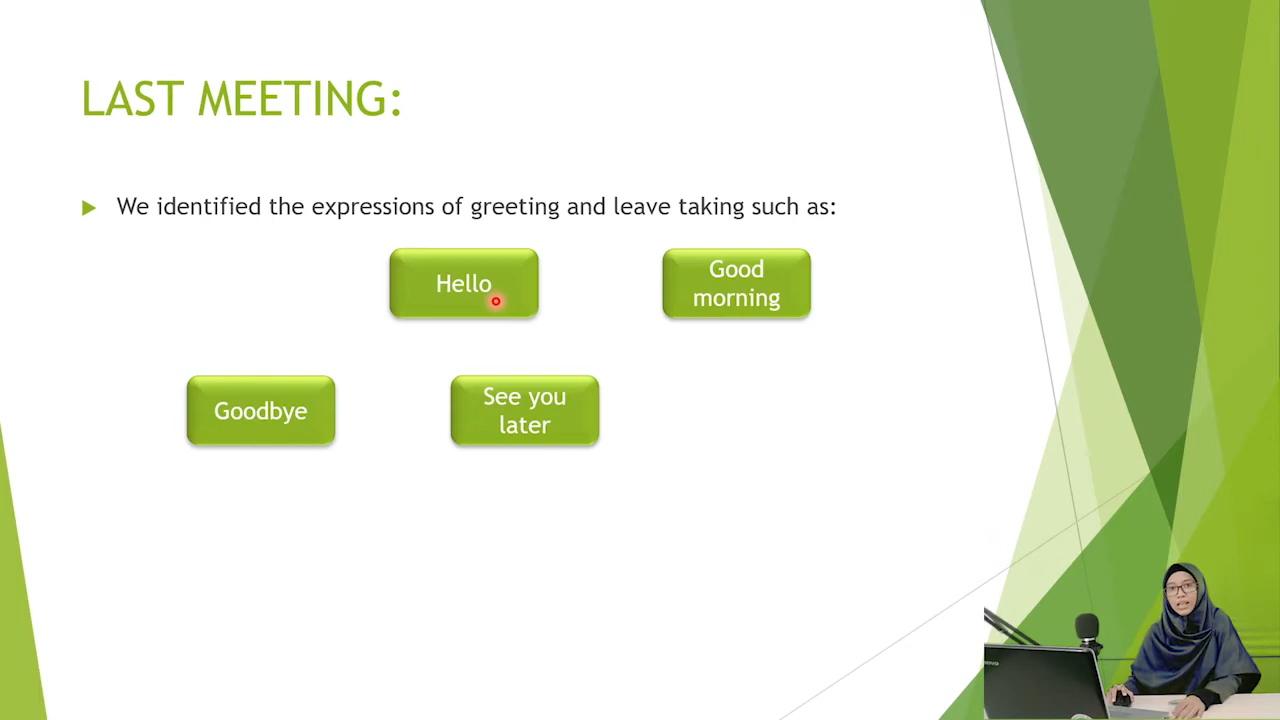 LAST MEETING:
We identified the expressions of greeting and leave taking such as:
Hello
Good
morning
Goodbye
See you
later